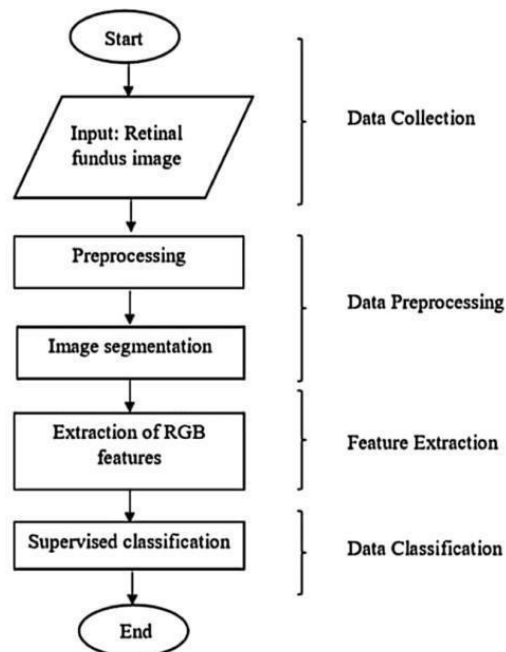 Start
Input: Retinal
fundus image
Data Collection
Preprocessing
Image segmentation
Data Preprocessing
Extraction of RGB
features
Feature Extraction
Supervised classification
Data Classification
End